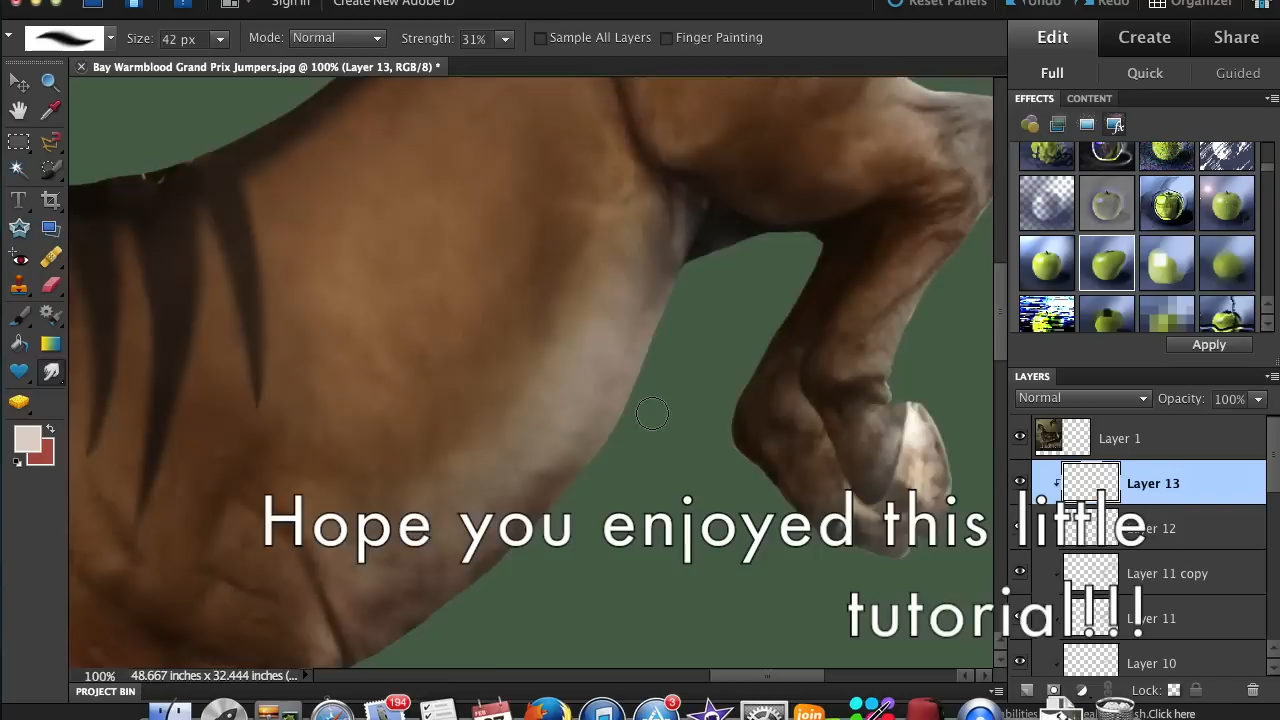 Sign In Create New Adobe ID Reset Panels Undo Redo Organizer
Size: 42 px Mode: Normal Strength: 31% Sample All Layers Finger Painting
Edit Create Share
Bay Warmblood Grand Prix Jumpers.jpg @ 100% (Layer 13, RGB/8) *
Full Quick Guided
EFFECTS CONTENT
Apply
LAYERS
Normal Opacity: 100%
Layer 1
Layer 13
Hope you enjoyed this little
Layer 12
Layer 11 copy
tutorial!!!
Layer 11
Layer 10
100% 48.667 inches x 32.444 inches
Lock:
PROJECT BIN
194
3
FEB
join
Click here